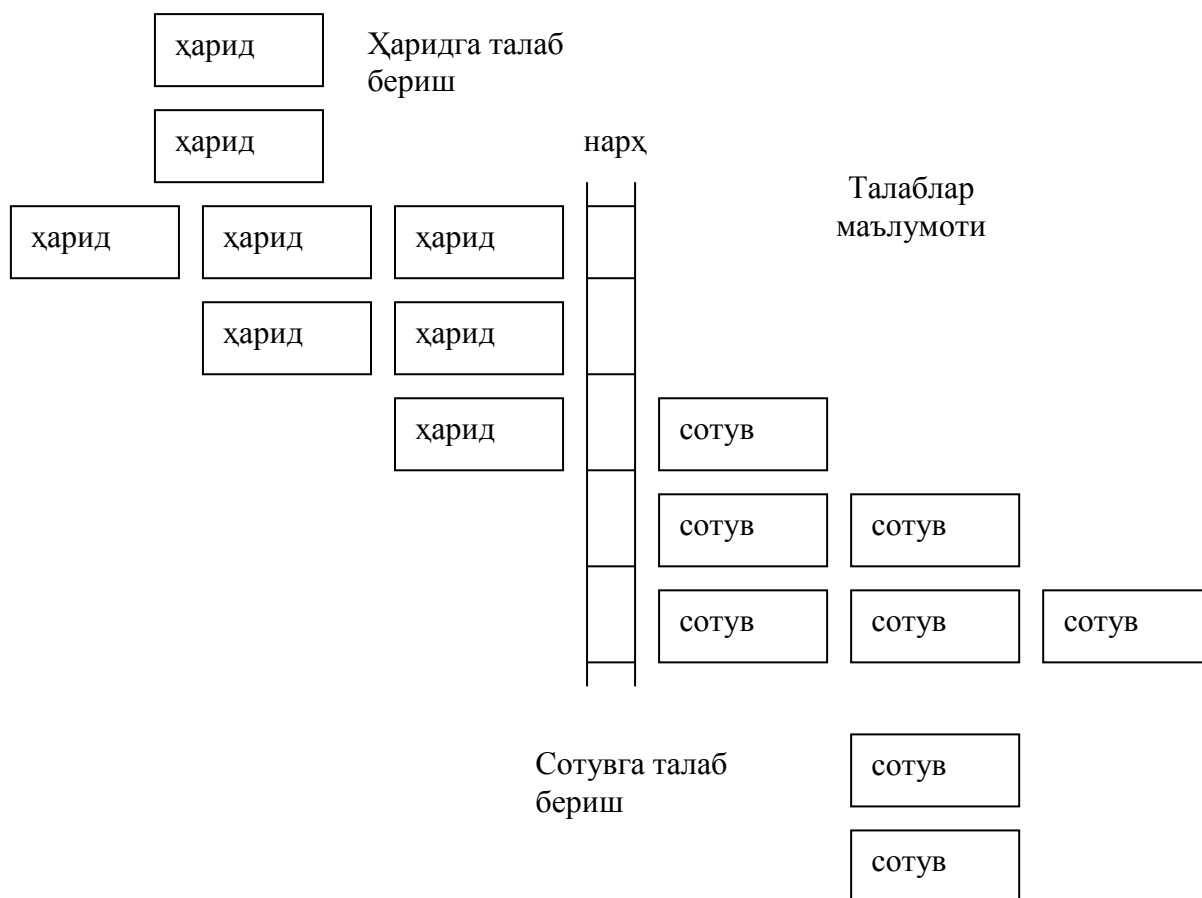 ҳарид
Ҳаридга талаб
бериш
ҳарид
нарҳ
Талаблар
маълумоти
ҳарид ҳарид ҳарид
ҳарид ҳарид
ҳарид сотув
сотув сотув
сотув сотув сотув
Сотувга талаб
бериш
сотув
сотув